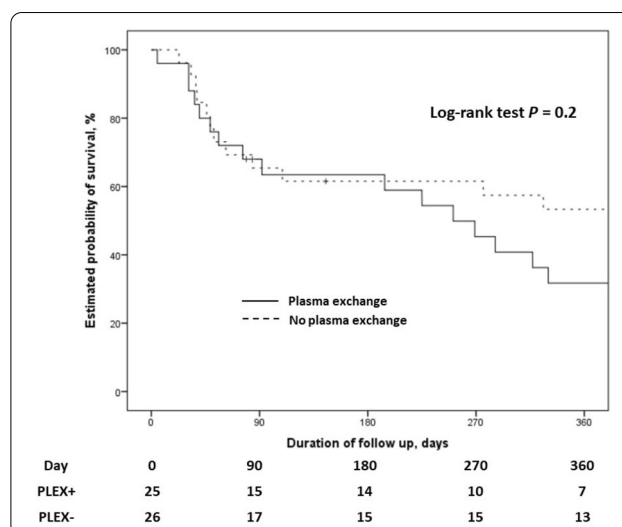 100
80
60
40
20
0
Estimated probability of survival, %
Log-rank test P = 0.2
Plasma exchange
No plasma exchange
0 90 180 270 360
Duration of follow up, days
Day 0 90 180 270 360
PLEX+ 25 15 14 10 7
PLEX- 26 17 15 15 13